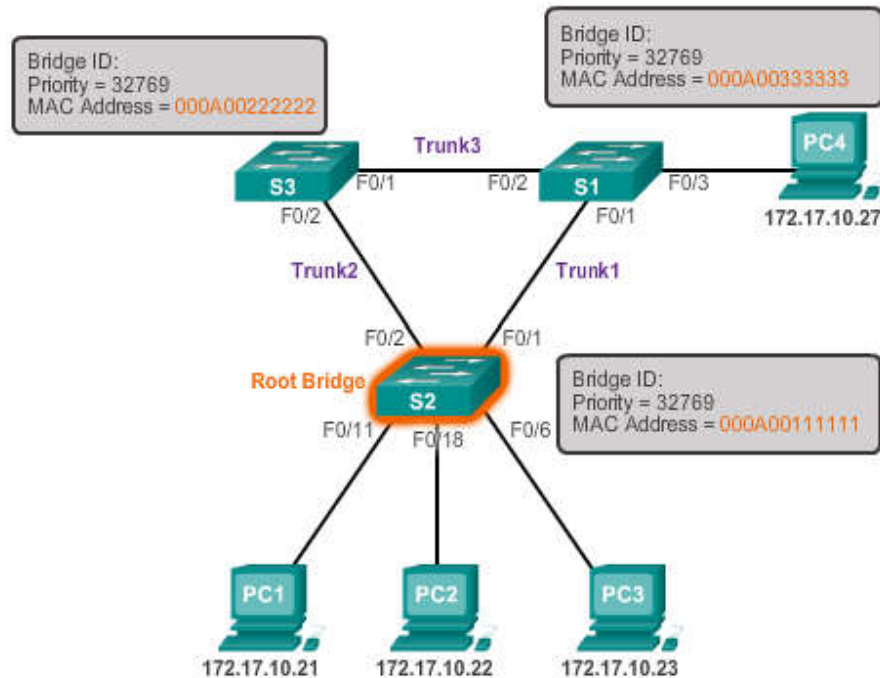 Bridge ID:
Priority = 32769
MAC Address = 000A00333333
Bridge ID:
Priority = 32769
MAC Address = 000A00222222
Trunk3
PC4
S3
F0/1
F0/2
S1
F0/3
F0/2
F0/1
172.17.10.27
Trunk2
Trunk1
F0/2
F0/1
Root Bridge
S2
Bridge ID:
Priority = 32769
MAC Address = 000A00111111
F0/11
F0/18
F0/6
PC1
PC2
PC3
172.17.10.21
172.17.10.22
172.17.10.23